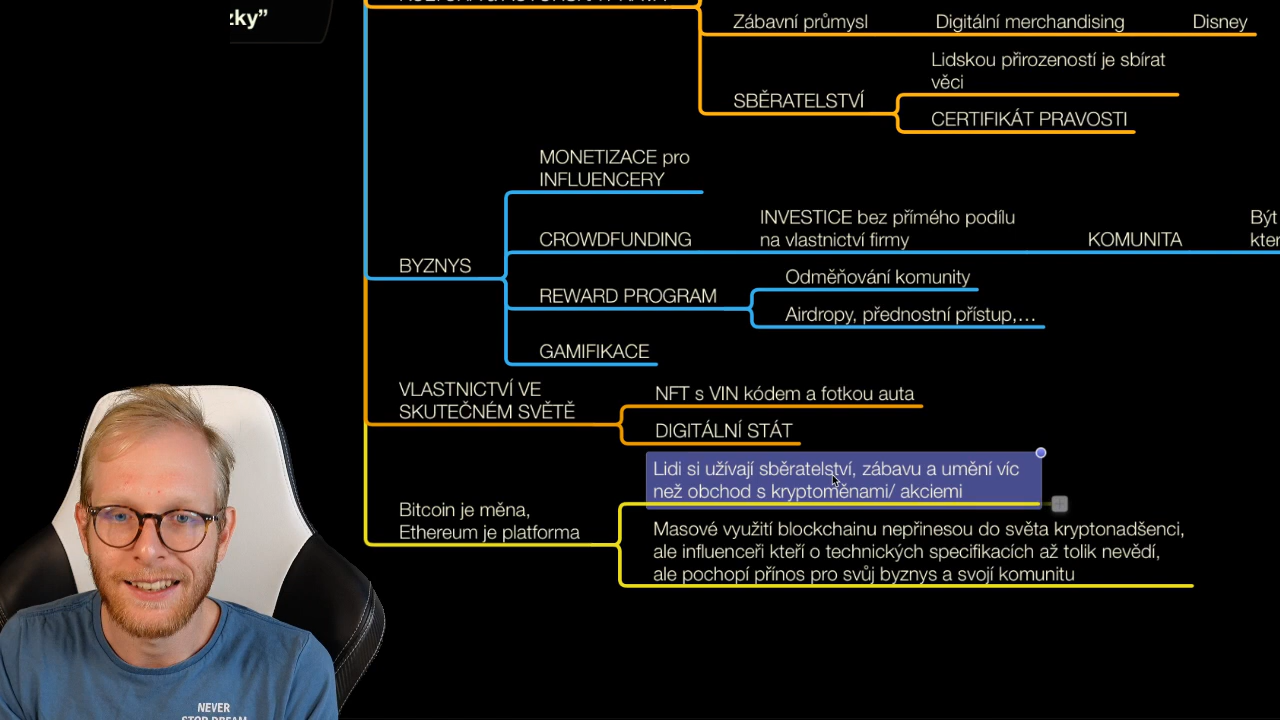 zky”
Zábavní průmysl
Digitální merchandising
Disney
SBĚRATELSTVÍ
Lidskou přirozeností je sbírat
věci
CERTIFIKÁT PRAVOSTI
BYZNYS
MONETIZACE pro
INFLUENCERY
CROWDFUNDING
INVESTICE bez přímého podílu
na vlastnictví firmy
KOMUNITA
Být
REWARD PROGRAM
Odměňování komunity
Airdropy, přednostní přístup,…
GAMIFIKACE
VLASTNICTVÍ VE
SKUTEČNÉM SVĚTĚ
NFT s VIN kódem a fotkou auta
DIGITÁLNÍ STÁT
Bitcoin je měna,
Ethereum je platforma
Lidi si užívají sběratelství, zábavu a umění víc
než obchod s kryptoměnami/ akciemi
Masové využití blockchainu nepřinesou do světa kryptonadšenci,
ale influenceři kteří o technických specifikacích až tolik nevědí,
ale pochopí přínos pro svůj byznys a svojí komunitu
NEVER
STOP DREAM